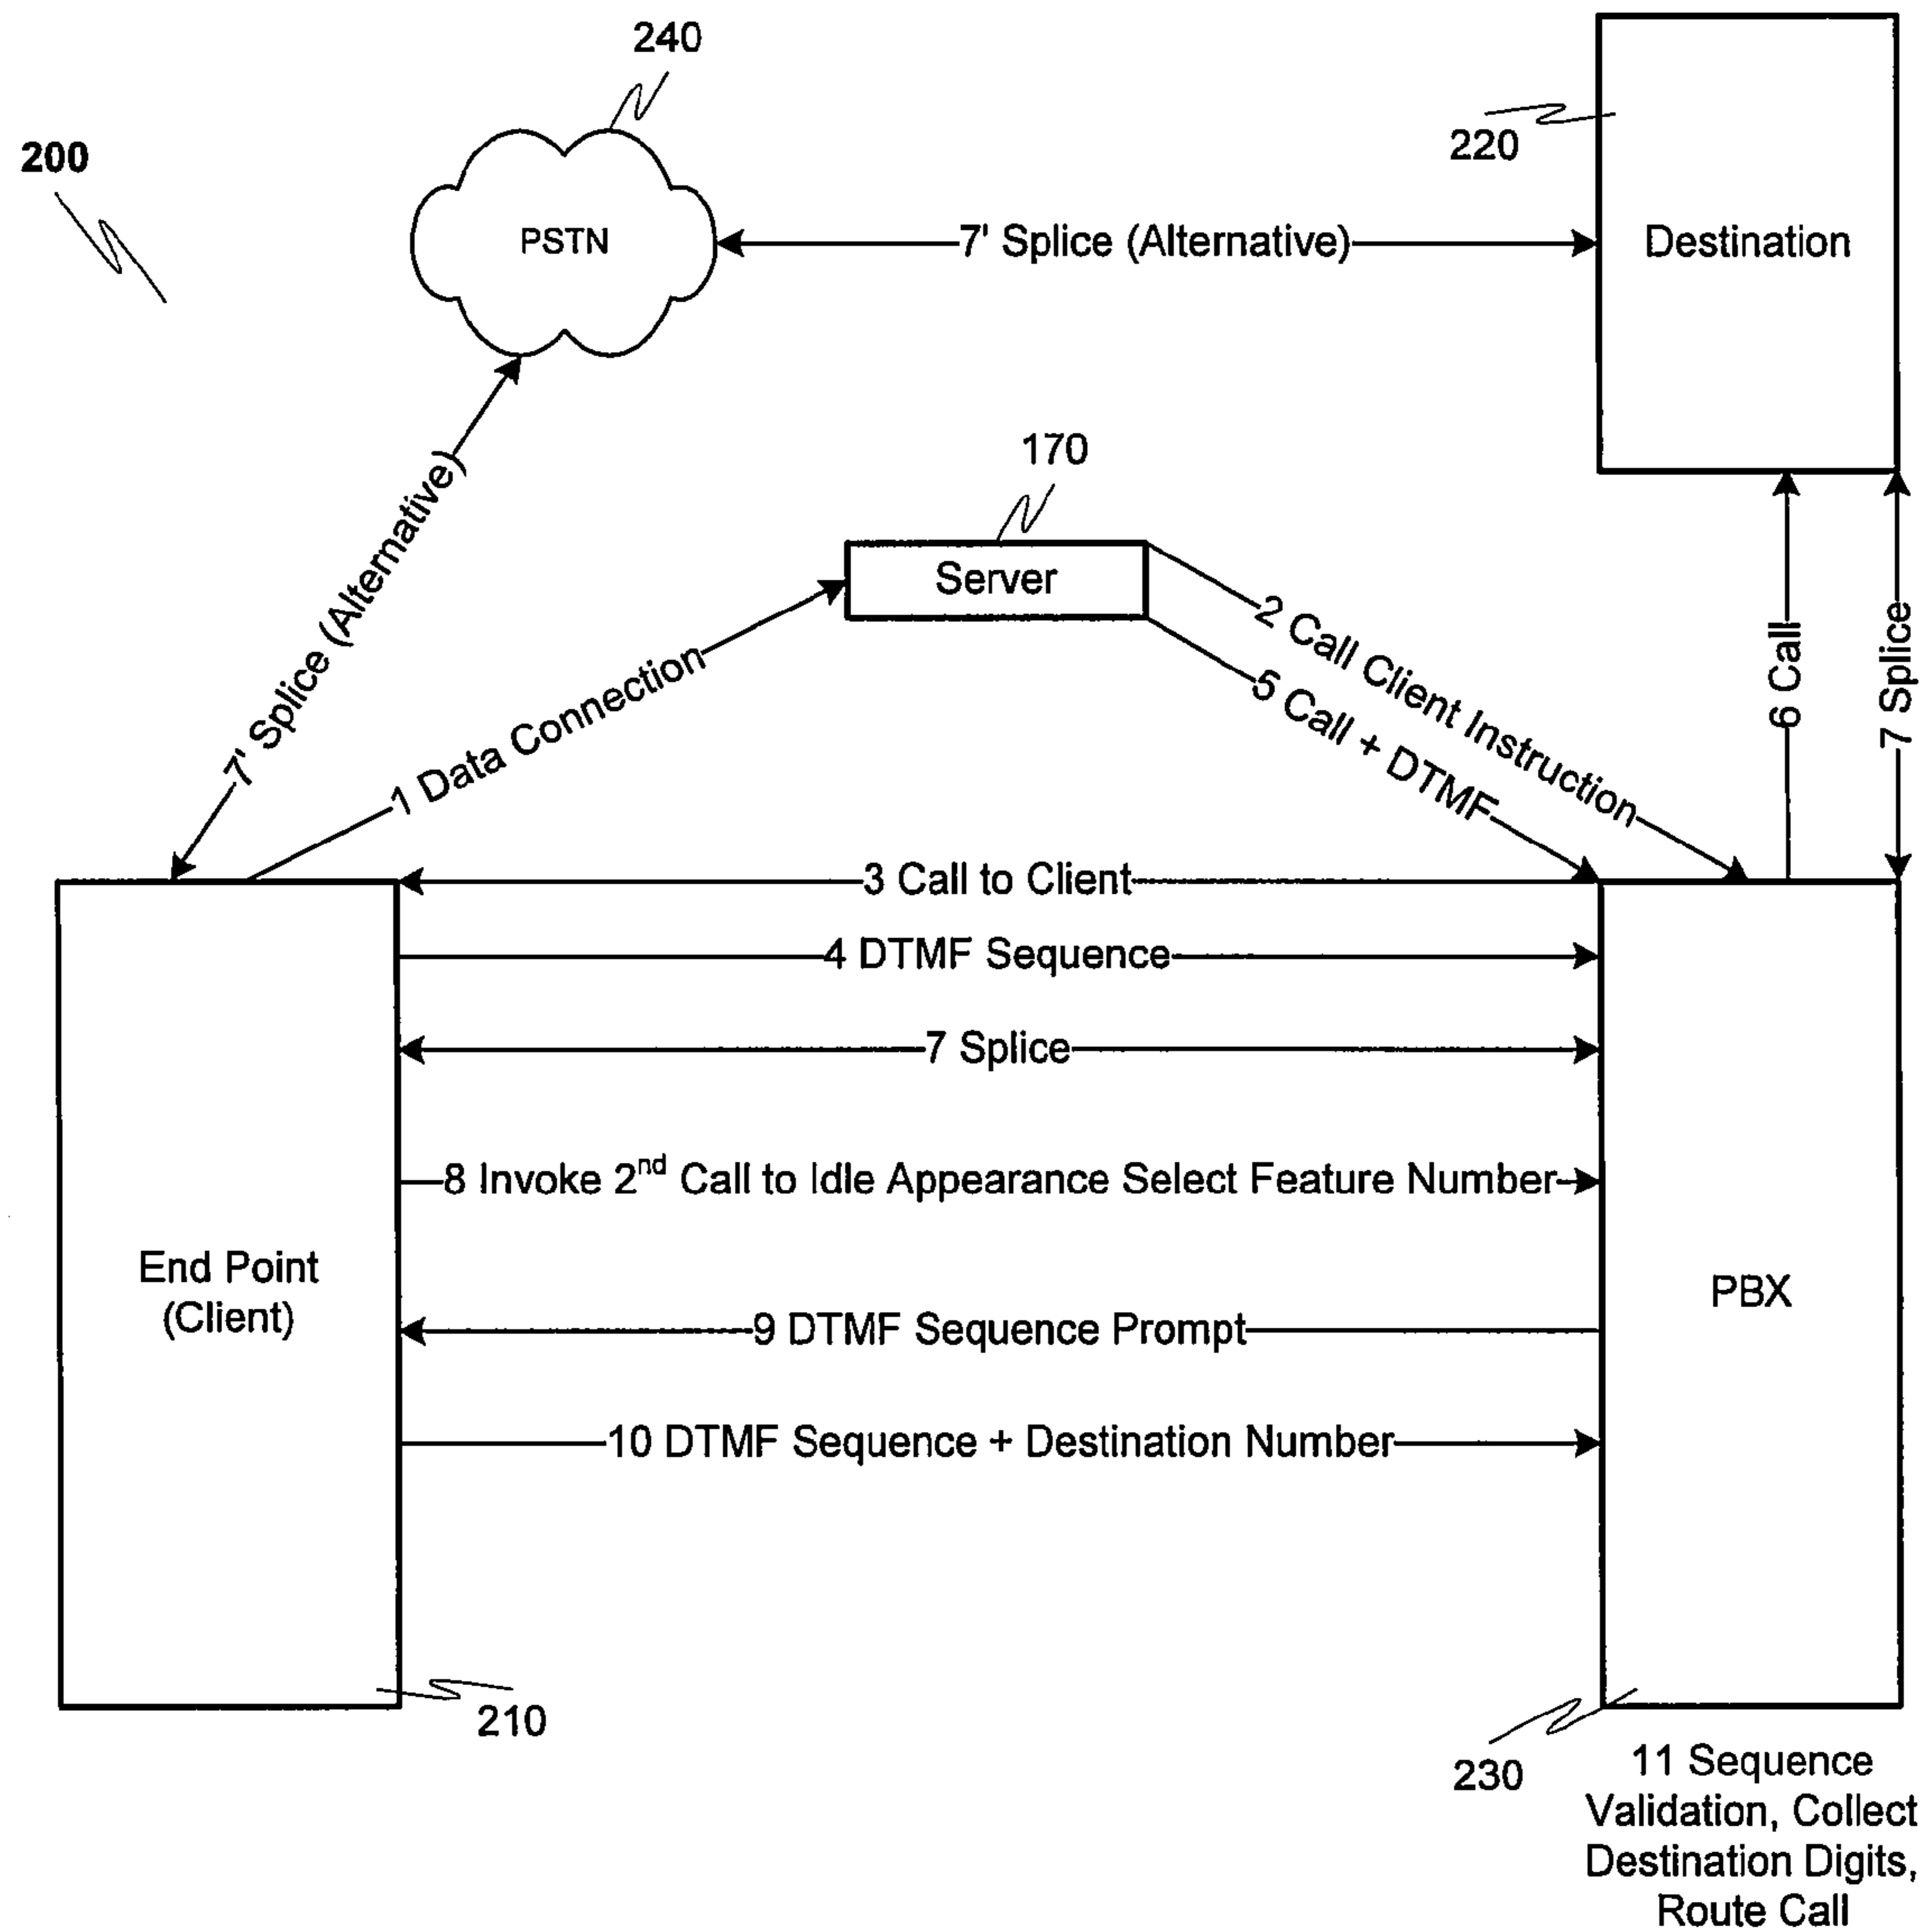 240
200
220
PSTN
7' Splice (Alternative)
Destination
170
Server
7' Splice (Alternative)
1 Data Connection
2 Call Client Instruction
5 Call + DTMF
6 Call
7 Splice
3 Call to Client
4 DTMF Sequence
7 Splice
8 Invoke 2nd Call to Idle Appearance Select Feature Number
End Point
(Client)
PBX
9 DTMF Sequence Prompt
10 DTMF Sequence + Destination Number
210
230
11 Sequence
Validation, Collect
Destination Digits,
Route Call